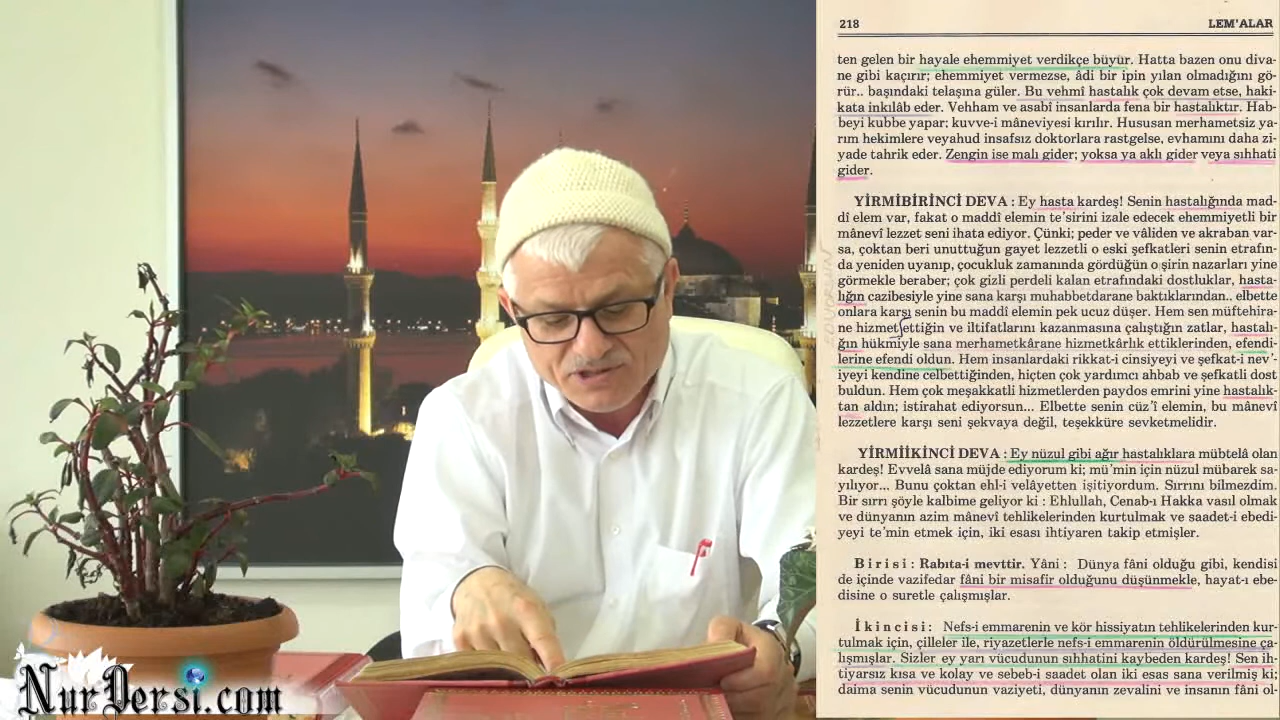 218 LEM'ALAR
ten gelen bir hayale ehemmiyet verdikçe büyür. Hatta bazen onu diva-
ne gibi kaçırır; ehemmiyet vermezse, âdi bir ipin yılan olmadığını gö-
rür.. başındaki telaşına güler. Bu vehmî hastalık çok devam etse, haki-
kata inkılâb eder. Vehham ve asabî insanlarda fena bir hastalıktır. Hab-
beyi kubbe yapar; kuvve-i mâneviyesi kırılır. Hususan merhametsiz ya-
rım hekimlere veyahud insafsız doktorlara rastgelse, evhamını daha zi-
yade tahrik eder. Zengin ise malı gider; yoksa ya aklı gider veya sıhhati
gider.
YİRMİBİRİNCİ DEVA : Ey hasta kardeş! Senin hastalığında mad-
dî elem var, fakat o maddî elemin te'sirini izale edecek ehemmiyetli bir
mânevî lezzet seni ihata ediyor. Çünki; peder ve vâliden ve akraban var-
sa, çoktan beri unuttuğun gayet lezzetli o eski şefkatleri senin etrafın-
da yeniden uyanıp, çocukluk zamanında gördüğün o şirin nazarları yine
görmekle beraber; çok gizli perdeli kalan etrafındaki dostluklar, hasta-
lığın cazibesiyle yine sana karşı muhabbetdarane baktıklarından.. elbette
onlara karşı senin bu maddî elemin pek ucuz düşer. Hem sen müftehira-
ne hizmet ettiğin ve iltifatlarını kazanmasına çalıştığın zatlar, hastalı-
ğın hükmiyle sana merhametkârane hizmetkârlık ettiklerinden, efendi-
lerine efendi oldun. Hem insanlardaki rikkat-i cinsiyeyi ve şefkat-i nev'
iyeyi kendine celbettiğinden, hiçten çok yardımcı ahbab ve şefkatli dost
buldun. Hem çok meşakkatli hizmetlerden paydos emrini yine hastalık-
tan aldın; istirahat ediyorsun... Elbette senin cüz'î elemin, bu mânevî
lezzetlere karşı seni şekvaya değil, teşekküre sevketmelidir.
YİRMİİKİNCİ DEVA : Ey nüzul gibi ağır hastalıklara mübtelâ olan
kardeş! Evvelâ sana müjde ediyorum ki; mü'min için nüzul mübarek sa-
yılıyor... Bunu çoktan ehl-i velâyetten işitiyordum. Sırrını bilmezdim.
Bir sırrı şöyle kalbime geliyor ki : Ehlullah, Cenab-ı Hakka vasıl olmak
ve dünyanın azim mânevî tehlikelerinden kurtulmak ve saadet-i ebedi-
yeyi te'min etmek için, iki esası ihtiyaren takip etmişler.
Birisi : Rabıta-i mevttir. Yâni : Dünya fâni olduğu gibi, kendisi
de içinde vazifedar fâni bir misafir olduğunu düşünmekle, hayat-ı ebe-
disine o suretle çalışmışlar.
İkincisi : Nefs-i emmarenin ve kör hissiyatın tehlikelerinden kur-
tulmak için, çilleler ile, riyazetlerle nefs-i emmarenin öldürülmesine ça-
lışmışlar. Sizler ey yarı vücudunun sıhhatini kaybeden kardeş! Sen ih-
tiyarsız kısa ve kolay ve sebeb-i saadet olan iki esas sana verilmiş ki;
daima senin vücudunun vaziyeti, dünyanın zevalini ve insanın fâni ol-
NurDersi.com